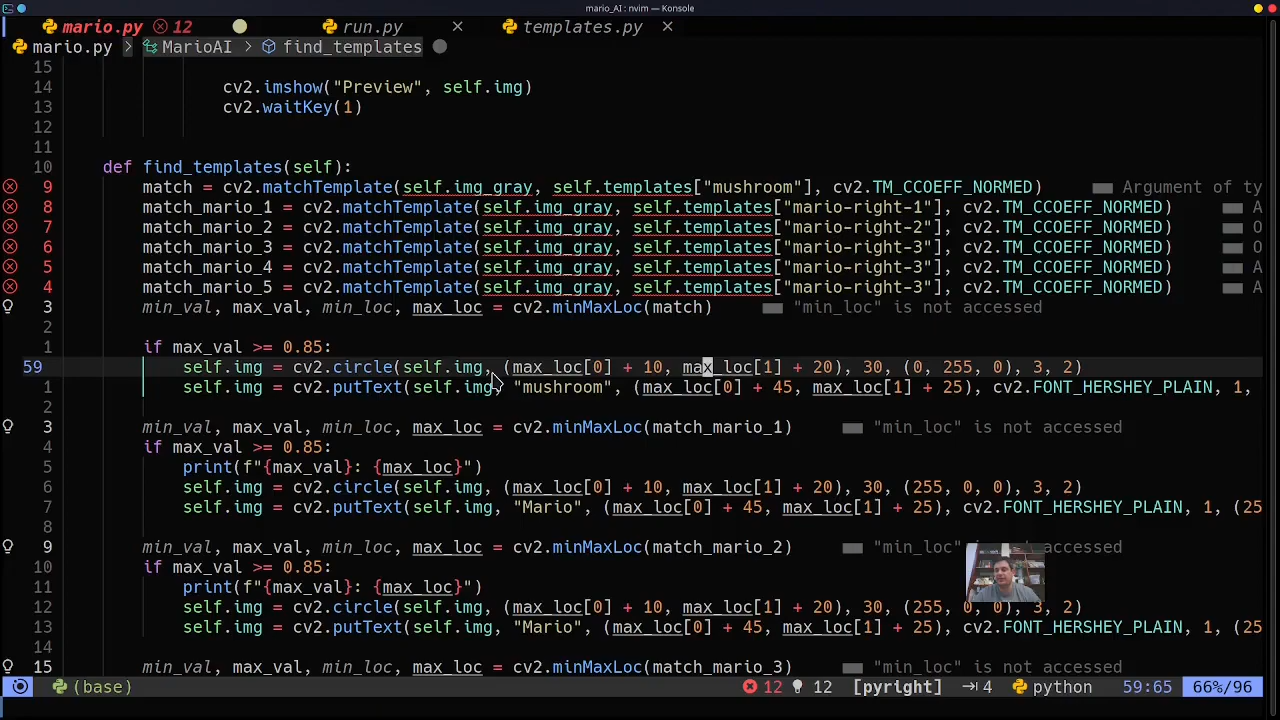 mario_AI : nvim — Konsole
mario.py 12 run.py templates.py
mario.py > MarioAI > find_templates
15
14 cv2.imshow("Preview", self.img)
13 cv2.waitKey(1)
12
11
10 def find_templates(self):
9 match = cv2.matchTemplate(self.img_gray, self.templates["mushroom"], cv2.TM_CCOEFF_NORMED) Argument of ty
8 match_mario_1 = cv2.matchTemplate(self.img_gray, self.templates["mario-right-1"], cv2.TM_CCOEFF_NORMED) A
7 match_mario_2 = cv2.matchTemplate(self.img_gray, self.templates["mario-right-2"], cv2.TM_CCOEFF_NORMED) O
6 match_mario_3 = cv2.matchTemplate(self.img_gray, self.templates["mario-right-3"], cv2.TM_CCOEFF_NORMED) O
5 match_mario_4 = cv2.matchTemplate(self.img_gray, self.templates["mario-right-3"], cv2.TM_CCOEFF_NORMED) A
4 match_mario_5 = cv2.matchTemplate(self.img_gray, self.templates["mario-right-3"], cv2.TM_CCOEFF_NORMED) A
3 min_val, max_val, min_loc, max_loc = cv2.minMaxLoc(match) "min_loc" is not accessed
2
1 if max_val >= 0.85:
59 self.img = cv2.circle(self.img, (max_loc[0] + 10, max_loc[1] + 20), 30, (0, 255, 0), 3, 2)
1 self.img = cv2.putText(self.img, "mushroom", (max_loc[0] + 45, max_loc[1] + 25), cv2.FONT_HERSHEY_PLAIN, 1,
2
3 min_val, max_val, min_loc, max_loc = cv2.minMaxLoc(match_mario_1) "min_loc" is not accessed
4 if max_val >= 0.85:
5 print(f"{max_val}: {max_loc}")
6 self.img = cv2.circle(self.img, (max_loc[0] + 10, max_loc[1] + 20), 30, (255, 0, 0), 3, 2)
7 self.img = cv2.putText(self.img, "Mario", (max_loc[0] + 45, max_loc[1] + 25), cv2.FONT_HERSHEY_PLAIN, 1, (25
8
9 min_val, max_val, min_loc, max_loc = cv2.minMaxLoc(match_mario_2) "min_loc" is not accessed
10 if max_val >= 0.85:
11 print(f"{max_val}: {max_loc}")
12 self.img = cv2.circle(self.img, (max_loc[0] + 10, max_loc[1] + 20), 30, (255, 0, 0), 3, 2)
13 self.img = cv2.putText(self.img, "Mario", (max_loc[0] + 45, max_loc[1] + 25), cv2.FONT_HERSHEY_PLAIN, 1, (25
14
15 min_val, max_val, min_loc, max_loc = cv2.minMaxLoc(match_mario_3) "min_loc" is not accessed
(base) 12 12 [pyright] 4 python 59:65 66%/96